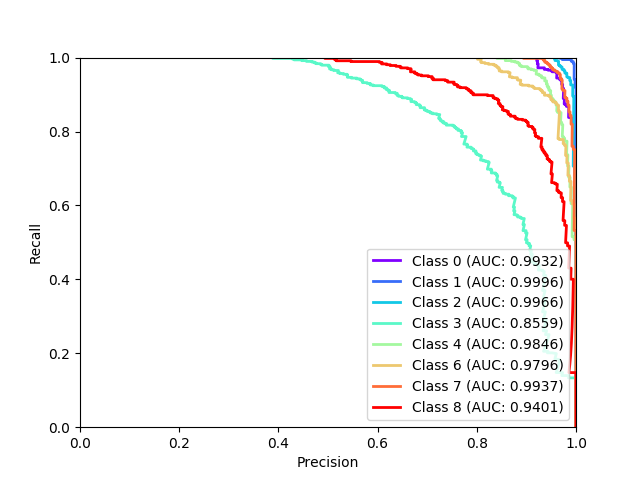 1.0
0.8
0.6
0.4
0.2
0.0
Recall
Class 0 (AUC: 0.9932)
Class 1 (AUC: 0.9996)
Class 2 (AUC: 0.9966)
Class 3 (AUC: 0.8559)
Class 4 (AUC: 0.9846)
Class 6 (AUC: 0.9796)
Class 7 (AUC: 0.9937)
Class 8 (AUC: 0.9401)
0.0 0.2 0.4 0.6 0.8 1.0
Precision